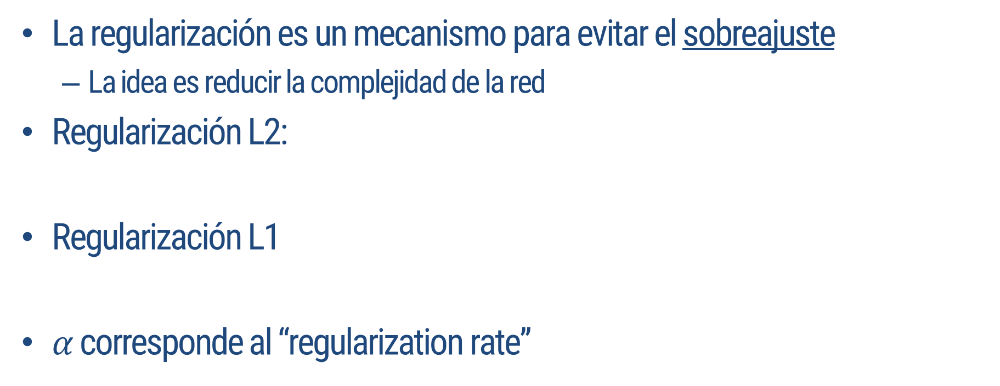 • La regularización es un mecanismo para evitar el sobreajuste
– La idea es reducir la complejidad de la red
• Regularización L2:
• Regularización L1
• α corresponde al “regularization rate”